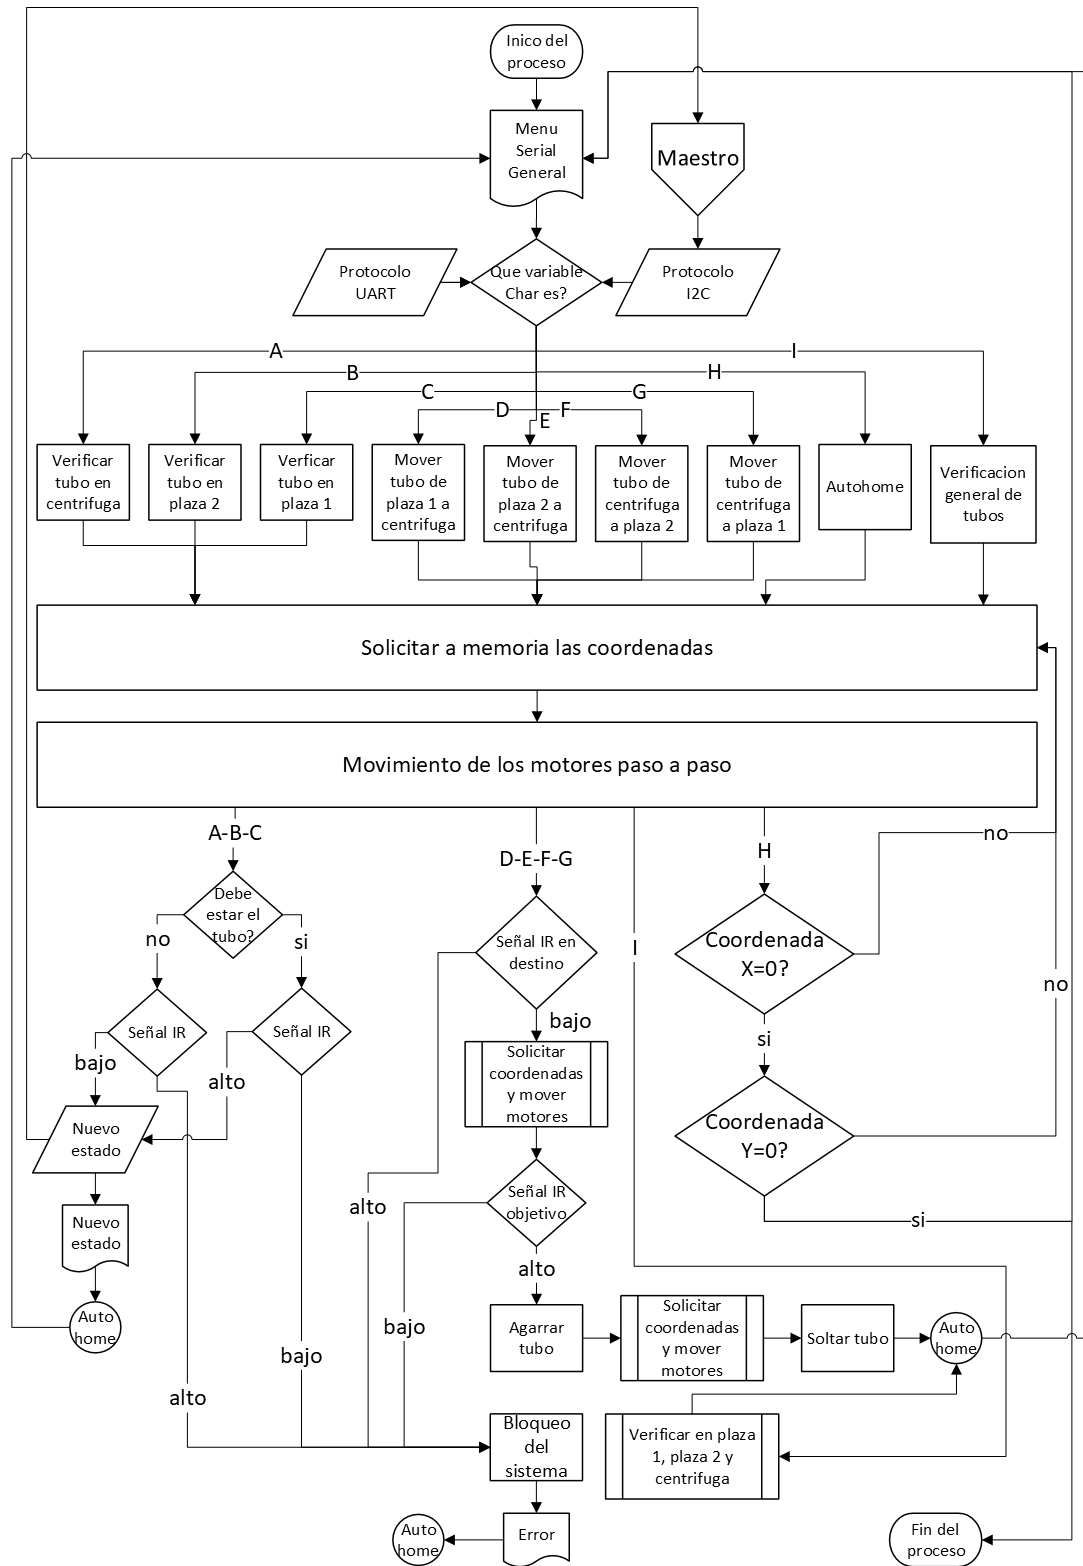 Inico del
proceso
Menu
Serial
General
Maestro
Protocolo
UART
Que variable
Char es?
Protocolo
I2C
A
I
B
H
C
G
D
F
E
Verificar
tubo en
centrifuga
Verificar
tubo en
plaza 2
Verficar
tubo en
plaza 1
Mover
tubo de
plaza 1 a
centrifuga
Mover
tubo de
plaza 2 a
centrifuga
Mover
tubo de
centrifuga
a plaza 2
Mover
tubo de
centrifuga
a plaza 1
Autohome
Verificacion
general de
tubos
Solicitar a memoria las coordenadas
Movimiento de los motores paso a paso
A-B-C
D-E-F-G
I
H
no
Debe
estar el
tubo?
no
si
Señal IR en
destino
Coordenada
X=0?
no
Señal IR
Señal IR
bajo
si
bajo
alto
Solicitar
coordenadas
y mover
motores
Nuevo
estado
Coordenada
Y=0?
alto
Señal IR
objetivo
si
Nuevo
estado
alto
Auto
home
bajo
bajo
Agarrar
tubo
Solicitar
coordenadas
y mover
motores
Soltar tubo
Auto
home
alto
Bloqueo
del
sistema
Verificar en plaza
1, plaza 2 y
centrifuga
Auto
home
Error
Fin del
proceso